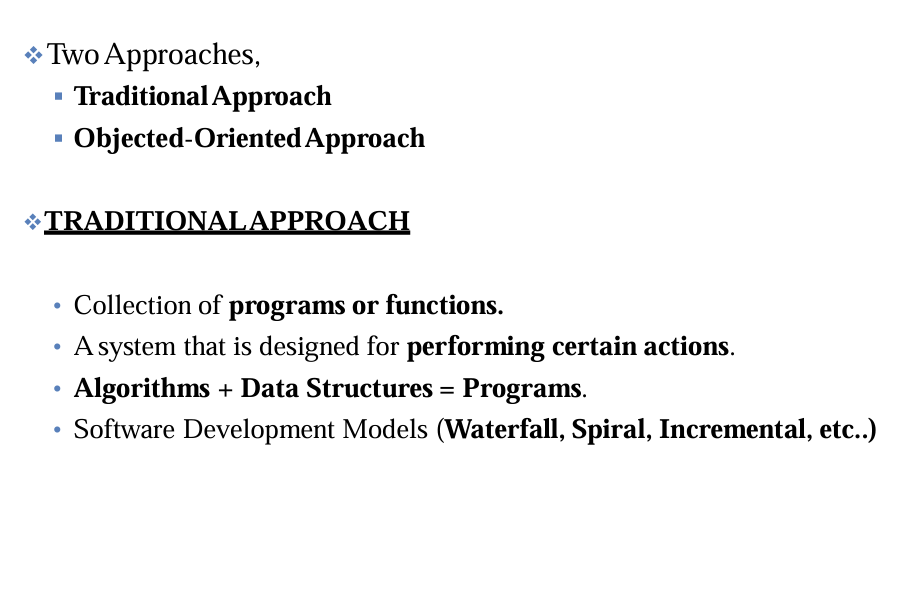 Two Approaches,
Traditional Approach
Objected-Oriented Approach
TRADITIONAL APPROACH
Collection of programs or functions.
A system that is designed for performing certain actions.
Algorithms + Data Structures = Programs.
Software Development Models (Waterfall, Spiral, Incremental, etc..)